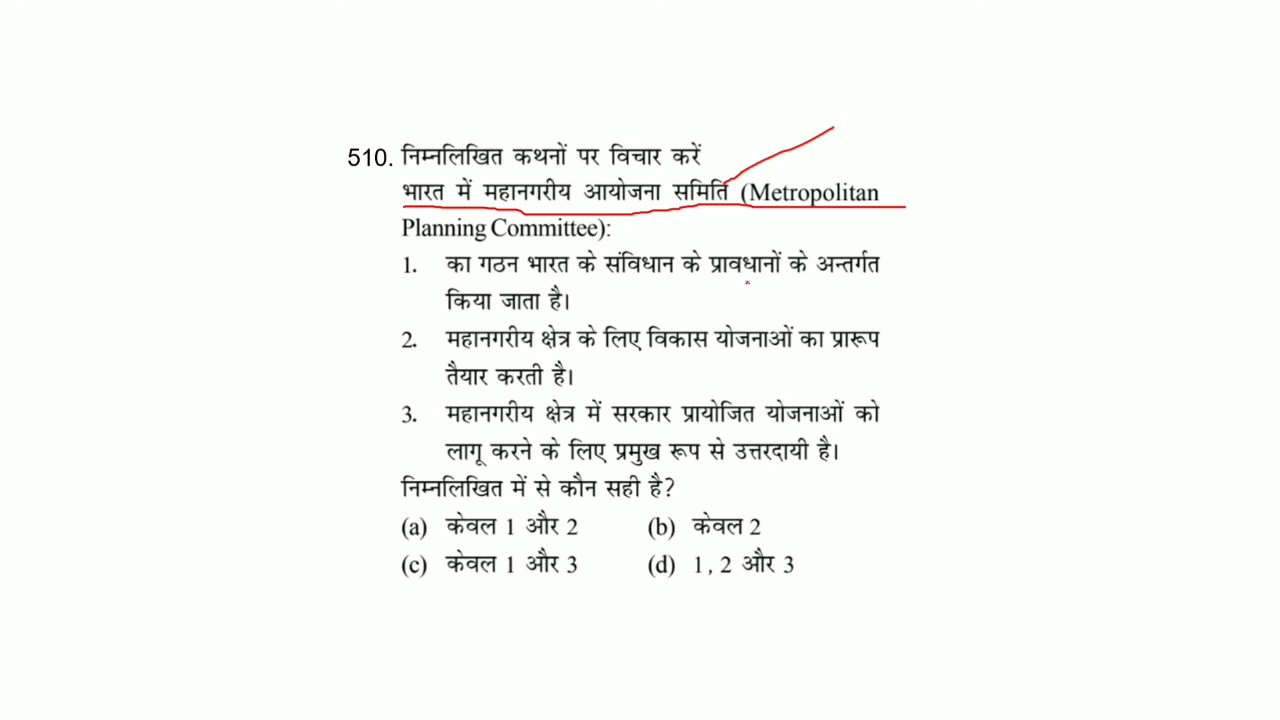 510. निम्नलिखित कथनों पर विचार करें
भारत में महानगरीय आयोजना समिति (Metropolitan
Planning Committee):
1. का गठन भारत के संविधान के प्रावधानों के अन्तर्गत
किया जाता है।
2. महानगरीय क्षेत्र के लिए विकास योजनाओं का प्रारूप
तैयार करती है।
3. महानगरीय क्षेत्र में सरकार प्रायोजित योजनाओं को
लागू करने के लिए प्रमुख रूप से उत्तरदायी है।
निम्नलिखित में से कौन सही है?
(a) केवल 1 और 2 (b) केवल 2
(c) केवल 1 और 3 (d) 1, 2 और 3